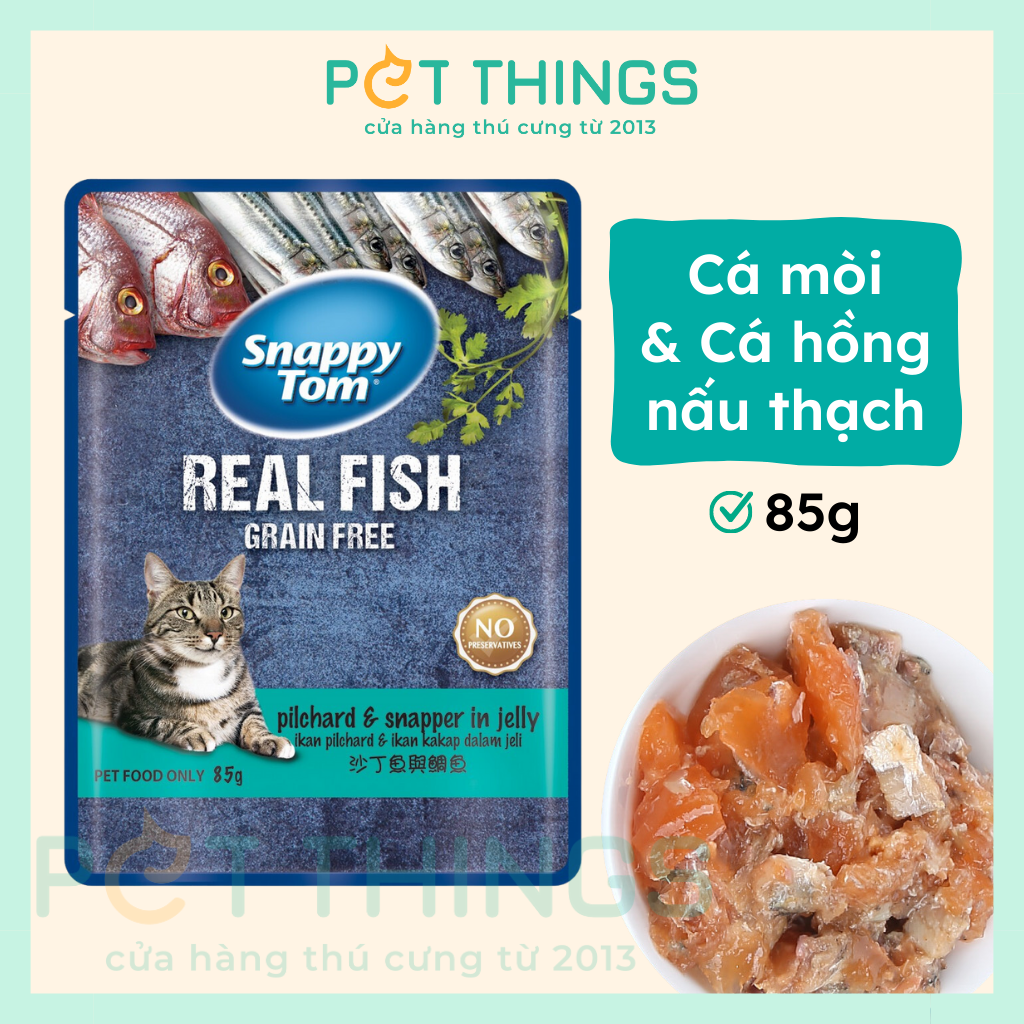 PET THINGS
cửa hàng thú cưng từ 2013
Snappy
Tom®
REAL FISH
GRAIN FREE
NO
PRESERVATIVES
pilchard & snapper in jelly
ikan pilchard & ikan kakap dalam jeli
沙丁魚與鯛魚
PET FOOD ONLY 85g
Cá mòi
& Cá hồng
nấu thạch
85g
PET THINGS
cửa hàng thú cưng từ 2013